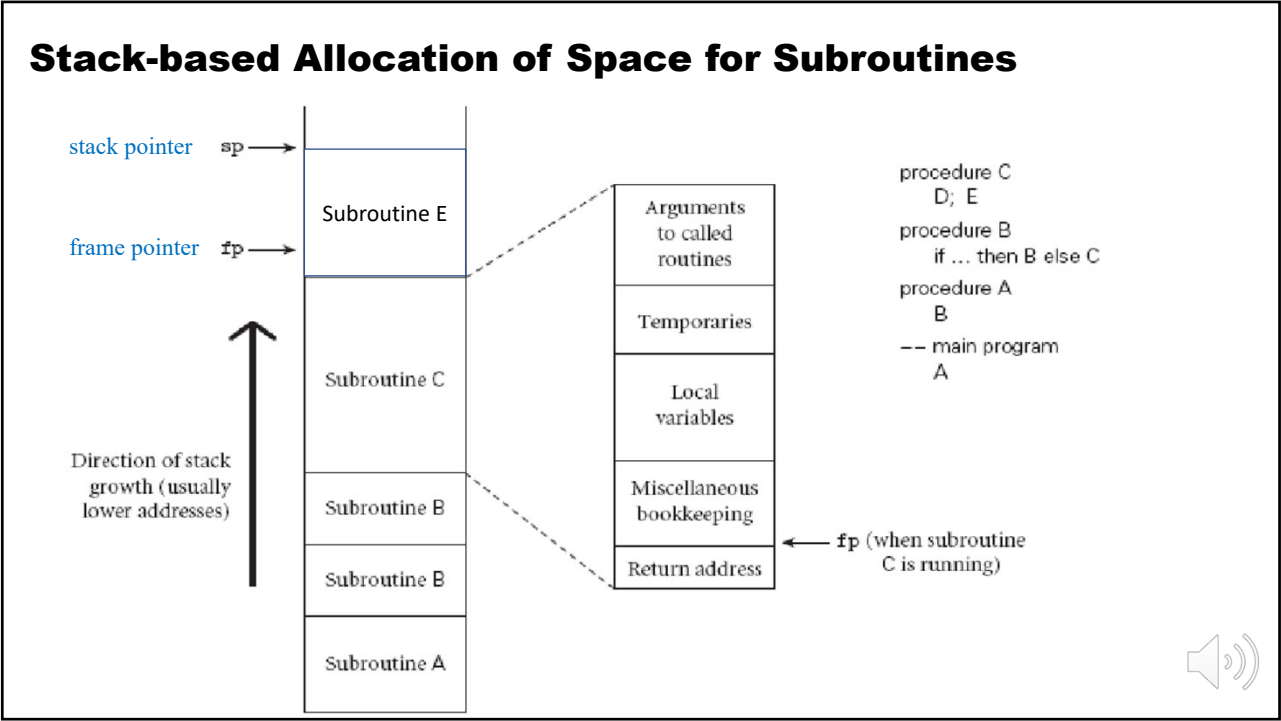 Stack-based Allocation of Space for Subroutines
stack pointer sp
Subroutine E
frame pointer fp
Subroutine C
Direction of stack
growth (usually
lower addresses)
Subroutine B
Subroutine B
Subroutine A
Arguments
to called
routines
Temporaries
Local
variables
Miscellaneous
bookkeeping
Return address
fp (when subroutine
C is running)
procedure C
D; E
procedure B
if ... then B else C
procedure A
B
-- main program
A